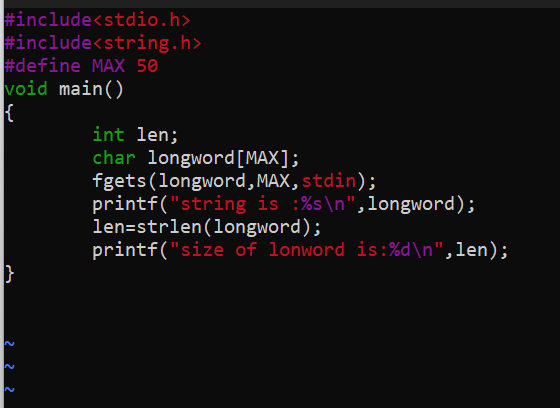 #include<stdio.h>
#include<string.h>
#define MAX 50
void main()
{
        int len;
        char longword[MAX];
        fgets(longword,MAX,stdin);
        printf("string is :%s\n",longword);
        len=strlen(longword);
        printf("size of lonword is:%d\n",len);
}
~
~
~